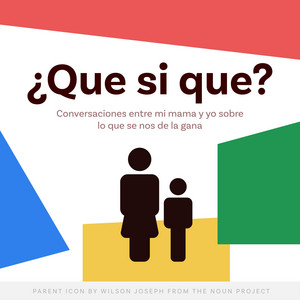 ¿Que si que?
Conversaciones entre mi mama y yo sobre
lo que se nos de la gana
PARENT ICON BY WILSON JOSEPH FROM THE NOUN PROJECT